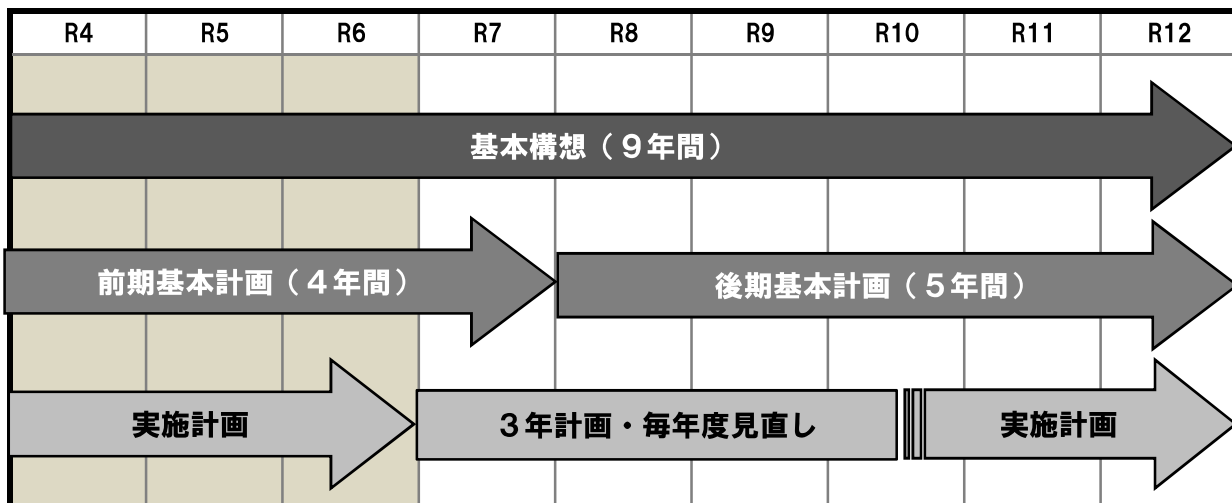 R4 R5 R6 R7 R8 R9 R10 R11 R12
基本構想（９年間）
前期基本計画（４年間） 後期基本計画（５年間）
実施計画 ３年計画・毎年度見直し 実施計画